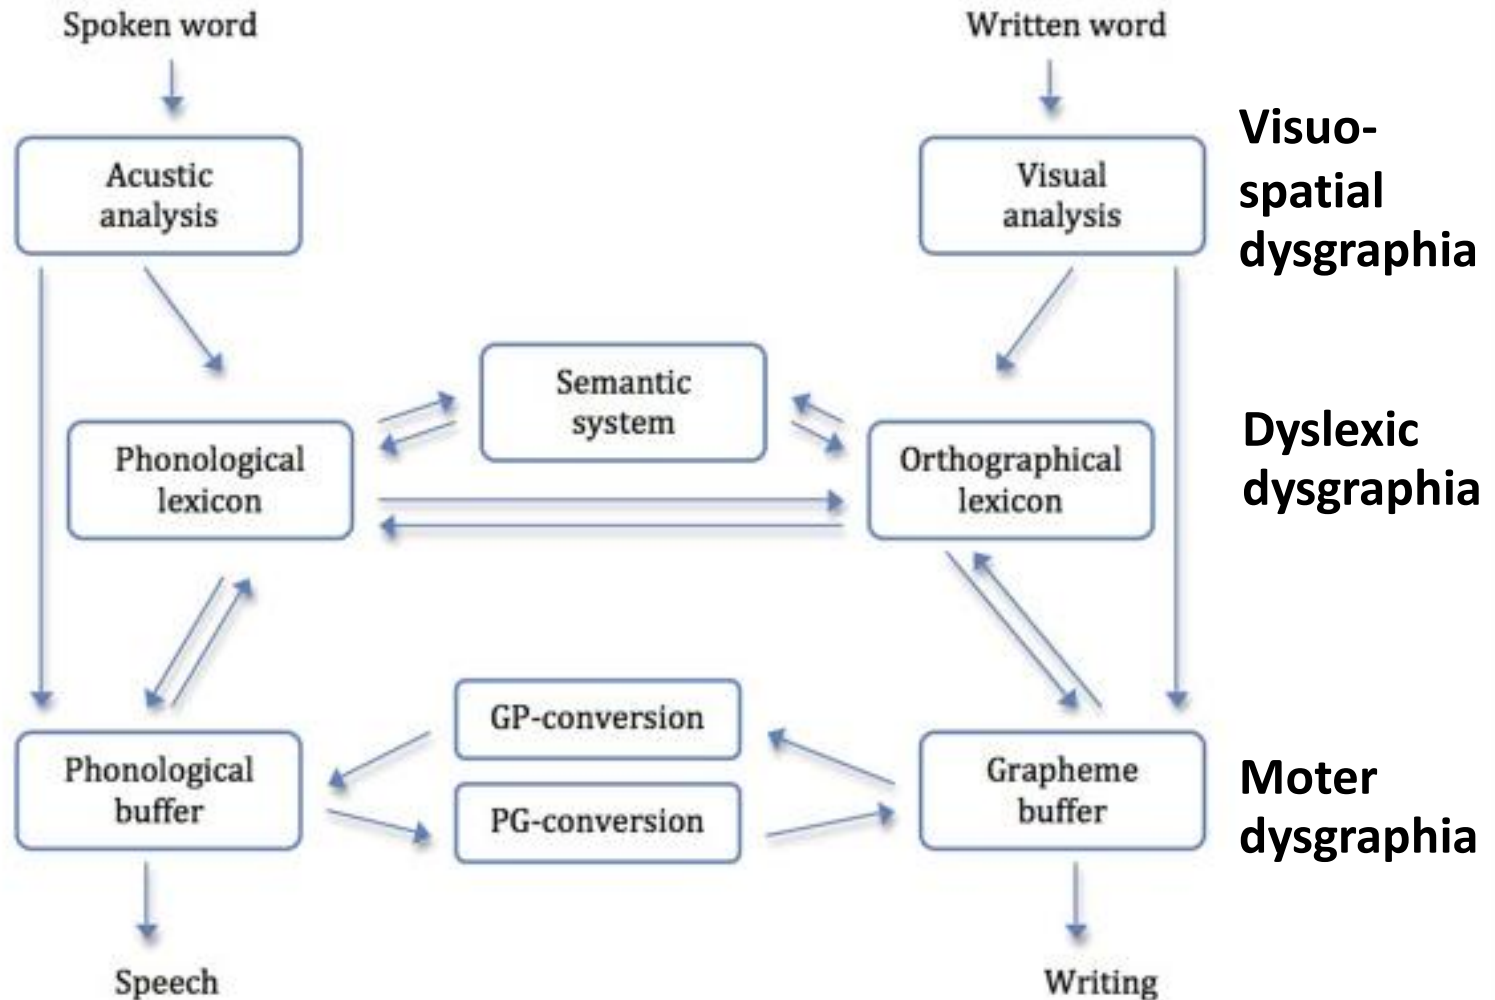 Spoken word
Written word
Acustic
analysis
Visual
analysis
Visuo-
spatial
dysgraphia
Semantic
system
Phonological
lexicon
Orthographical
lexicon
Dyslexic
dysgraphia
GP-conversion
Phonological
buffer
PG-conversion
Grapheme
buffer
Moter
dysgraphia
Speech
Writing